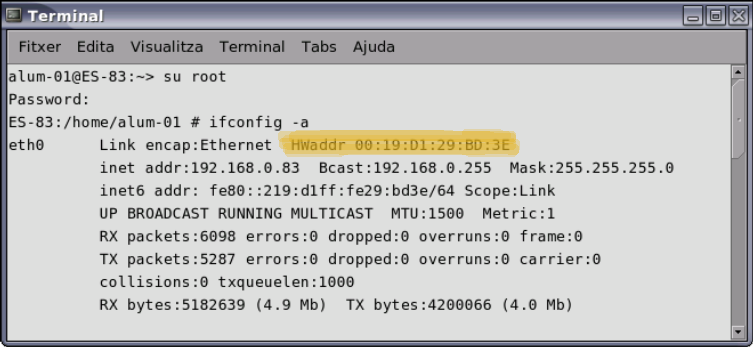 Terminal
Fitxer Edita Visualitza Terminal Tabs Ajuda
alum-01@ES-83:~> su root
Password:
ES-83:/home/alum-01 # ifconfig -a
eth0      Link encap:Ethernet  HWaddr 00:19:D1:29:BD:3E
          inet addr:192.168.0.83  Bcast:192.168.0.255  Mask:255.255.255.0
          inet6 addr: fe80::219:d1ff:fe29:bd3e/64 Scope:Link
          UP BROADCAST RUNNING MULTICAST  MTU:1500  Metric:1
          RX packets:6098 errors:0 dropped:0 overruns:0 frame:0
          TX packets:5287 errors:0 dropped:0 overruns:0 carrier:0
          collisions:0 txqueuelen:1000
          RX bytes:5182639 (4.9 Mb)  TX bytes:4200066 (4.0 Mb)